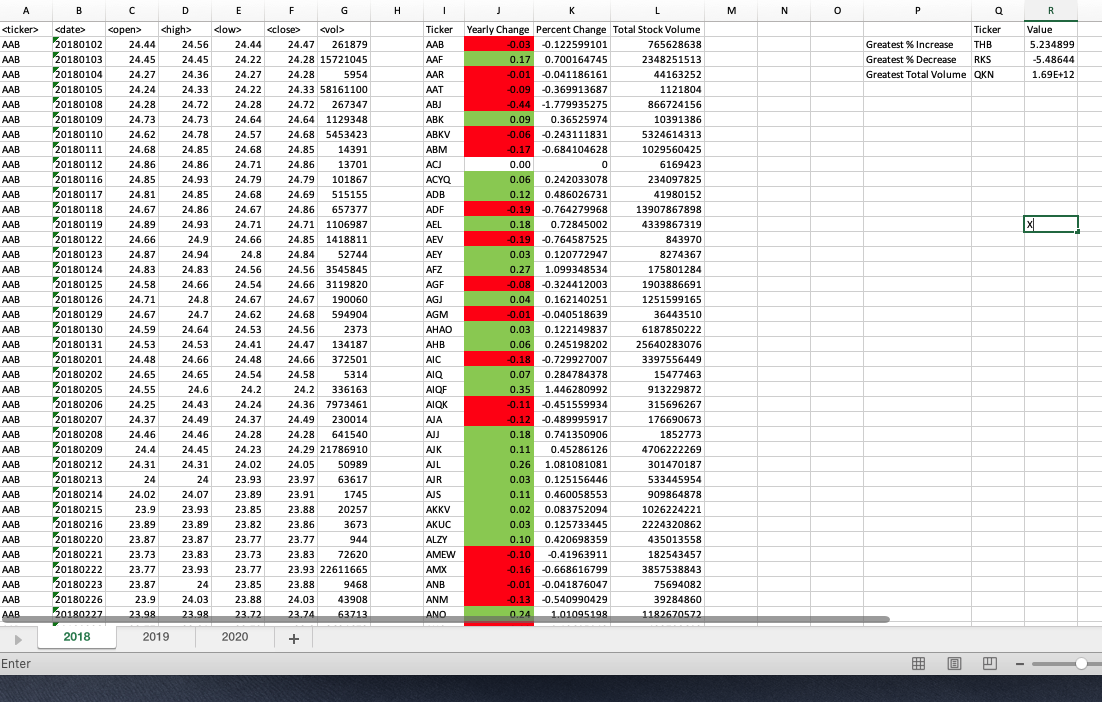 A B C D E F G H I J K L M N O P Q R
<ticker> <date> <open> <high> <low> <close> <vol> Ticker Yearly Change Percent Change Total Stock Volume Ticker Value
AAB 20180102 24.44 24.56 24.44 24.47 261879 AAB -0.03 -0.122599101 765628638 Greatest % Increase THB 5.234899
AAB 20180103 24.45 24.45 24.22 24.28 15721045 AAF 0.17 0.700164745 2348251513 Greatest % Decrease RKS -5.48644
AAB 20180104 24.27 24.36 24.27 24.28 5954 AAR -0.01 -0.041186161 44163252 Greatest Total Volume QKN 1.69E+12
AAB 20180105 24.24 24.33 24.22 24.33 58161100 AAT -0.09 -0.369913687 1121804
AAB 20180108 24.28 24.72 24.28 24.72 267347 ABJ -0.44 -1.779935275 866724156
AAB 20180109 24.73 24.73 24.64 24.64 1129348 ABK 0.09 0.36525974 10391386
AAB 20180110 24.62 24.78 24.57 24.68 5453423 ABKV -0.06 -0.243111831 5324614313
AAB 20180111 24.68 24.85 24.68 24.85 14391 ABM -0.17 -0.684104628 1029560425
AAB 20180112 24.86 24.86 24.71 24.86 13701 ACJ 0.00 0 6169423
AAB 20180116 24.85 24.93 24.79 24.79 101867 ACYQ 0.06 0.242033078 234097825
AAB 20180117 24.81 24.85 24.68 24.69 515155 ADB 0.12 0.486026731 41980152
AAB 20180118 24.67 24.86 24.67 24.86 657377 ADF -0.19 -0.764279968 13907867898
AAB 20180119 24.89 24.93 24.71 24.71 1106987 AEL 0.18 0.72845002 4339867319 X
AAB 20180122 24.66 24.9 24.66 24.85 1418811 AEV -0.19 -0.764587525 843970
AAB 20180123 24.87 24.94 24.8 24.84 52744 AEY 0.03 0.120772947 8274367
AAB 20180124 24.83 24.83 24.56 24.56 3545845 AFZ 0.27 1.099348534 175801284
AAB 20180125 24.58 24.66 24.54 24.66 3119820 AGF -0.08 -0.324412003 1903886691
AAB 20180126 24.71 24.8 24.67 24.67 190060 AGJ 0.04 0.162140251 1251599165
AAB 20180129 24.67 24.7 24.62 24.68 594904 AGM -0.01 -0.040518639 36443510
AAB 20180130 24.59 24.64 24.53 24.56 2373 AHAO 0.03 0.122149837 6187850222
AAB 20180131 24.53 24.53 24.41 24.47 134187 AHB 0.06 0.245198202 25640283076
AAB 20180201 24.48 24.66 24.48 24.66 372501 AIC -0.18 -0.729927007 3397556449
AAB 20180202 24.65 24.65 24.54 24.58 5314 AIQ 0.07 0.284784378 15477463
AAB 20180205 24.55 24.6 24.2 24.2 336163 AIQF 0.35 1.446280992 913229872
AAB 20180206 24.25 24.43 24.24 24.36 7973461 AIQK -0.11 -0.451559934 315696267
AAB 20180207 24.37 24.49 24.37 24.49 230014 AJA -0.12 -0.489995917 176690673
AAB 20180208 24.46 24.46 24.28 24.28 641540 AJJ 0.18 0.741350906 1852773
AAB 20180209 24.4 24.45 24.23 24.29 21786910 AJK 0.11 0.45286126 4706222269
AAB 20180212 24.31 24.31 24.02 24.05 50989 AJL 0.26 1.081081081 301470187
AAB 20180213 24 24 23.93 23.97 63617 AJR 0.03 0.125156446 533445954
AAB 20180214 24.02 24.07 23.89 23.91 1745 AJS 0.11 0.460058553 909864878
AAB 20180215 23.9 23.93 23.85 23.88 20257 AKKV 0.02 0.083752094 1026224221
AAB 20180216 23.89 23.89 23.82 23.86 3673 AKUC 0.03 0.125733445 2224320862
AAB 20180220 23.87 23.87 23.77 23.77 944 ALZY 0.10 0.420698359 435013558
AAB 20180221 23.73 23.83 23.73 23.83 72620 AMEW -0.10 -0.41963911 182543457
AAB 20180222 23.77 23.93 23.77 23.93 22611665 AMX -0.16 -0.668616799 3857538843
AAB 20180223 23.87 24 23.85 23.88 9468 ANB -0.01 -0.041876047 75694082
AAB 20180226 23.9 24.03 23.88 24.03 43908 ANM -0.13 -0.540990429 39284860
AAB 20180227 23.98 23.98 23.72 23.74 63713 ANO 0.24 1.01095198 1182670572
2018 2019 2020 +
Enter